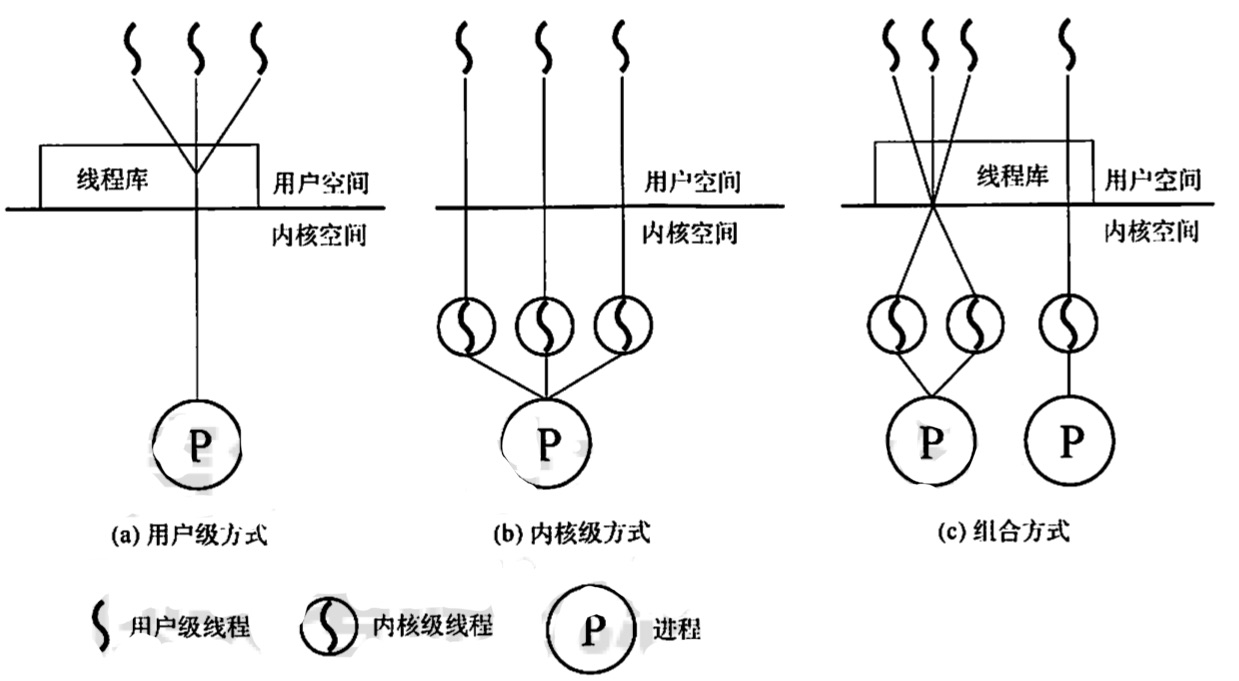 线程库
用户空间
内核空间
P
(a) 用户级方式
用户空间
内核空间
P
(b) 内核级方式
线程库
用户空间
内核空间
P
P
(c) 组合方式
用户级线程
内核级线程
P
进程